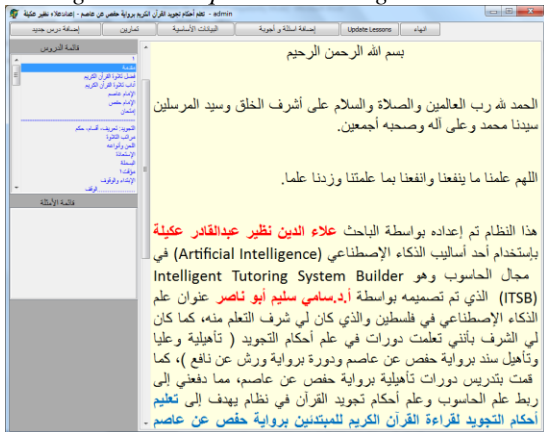 admin - تعلم أحكام تجويد القرآن الكريم برواية حفص عن عاصم - إعداد:علاء نظير عكيلة
إضافة درس جديد تمارين البيانات الأساسية إضافة اسئلة و أجوبة Update Lessons انهاء
قائمة الدروس
١
مقدمة
فضل تلاوة القرآن الكريم
آداب تلاوة القرآن الكريم
الإمام عاصم
الإمام حفص
إمتحان
التجويد: تعريف، أقسام، حكم
مراتب التلاوة
اللحن وأنواعه
الإستعاذة
البسملة
الإبتداء والوقوف
الوقف
قائمة الأمثلة
بسم الله الرحمن الرحيم
الحمد لله رب العالمين والصلاة والسلام على أشرف الخلق وسيد المرسلين
سيدنا محمد وعلى آله وصحبه أجمعين.
اللهم علمنا ما ينفعنا وانفعنا بما علمتنا وزدنا علما.
هذا النظام تم إعداده بواسطة الباحث علاء الدين نظير عبدالقادر عكيلة
بإستخدام أحد أساليب الذكاء الإصطناعي (Artificial Intelligence) في
مجال الحاسوب وهو Intelligent Tutoring System Builder
(ITSB) الذي تم تصميمه بواسطة أ.د.سامي سليم أبو ناصر عنوان علم
الذكاء الإصطناعي في فلسطين والذي كان لي شرف التعلم منه، كما كان
لي الشرف بأنني تعلمت دورات في علم أحكام التجويد ( تأهيلية وعليا
وتأهيل سند برواية حفص عن عاصم ودورة برواية ورش عن نافع )، كما
قمت بتدريس دورات تأهيلية برواية حفص عن عاصم، مما دفعني إلى
ربط علم الحاسوب وعلم أحكام تجويد القرآن في نظام يهدف إلى تعليم
أحكام التجويد لقراءة القرآن الكريم للمبتدئين برواية حفص عن عاصم